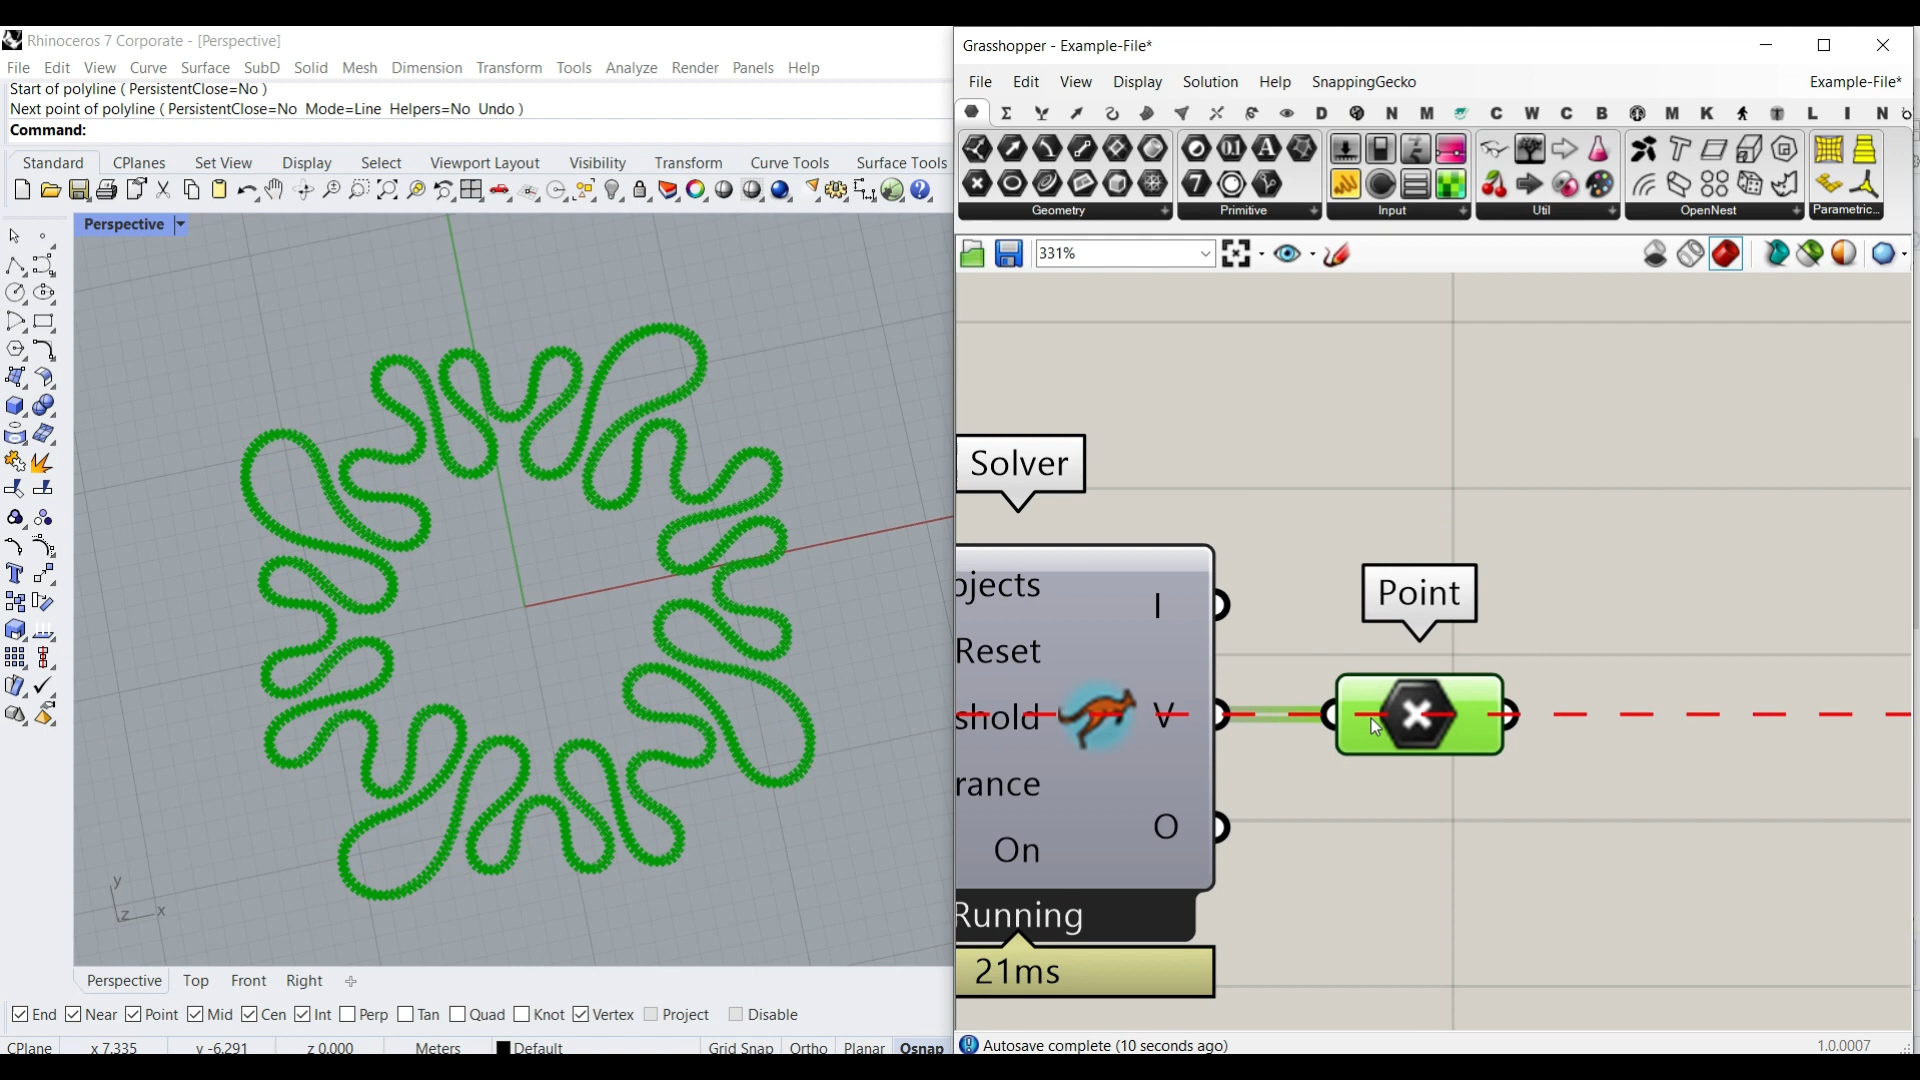 Rhinoceros 7 Corporate - [Perspective]
File Edit View Curve Surface SubD Solid Mesh Dimension Transform Tools Analyze Render Panels Help
Start of polyline ( PersistentClose=No )
Next point of polyline ( PersistentClose=No Mode=Line Helpers=No Undo )
Command:
Standard CPlanes Set View Display Select Viewport Layout Visibility Transform Curve Tools Surface Tools
Perspective
y
z x
Perspective Top Front Right
End Near Point Mid Cen Int Perp Tan Quad Knot Vertex Project Disable
CPlane x 7.335 y -6.291 z 0.000 Meters Default Grid Snap Ortho Planar Osnap
Grasshopper - Example-File*
File Edit View Display Solution Help SnappingGecko Example-File*
D N M C W C B M K L I N
Geometry Primitive Input Util OpenNest Parametric...
331%
Solver
bjects
I
Reset
shold
V
rance
O
On
Running
21ms
Point
Autosave complete (10 seconds ago)
1.0.0007